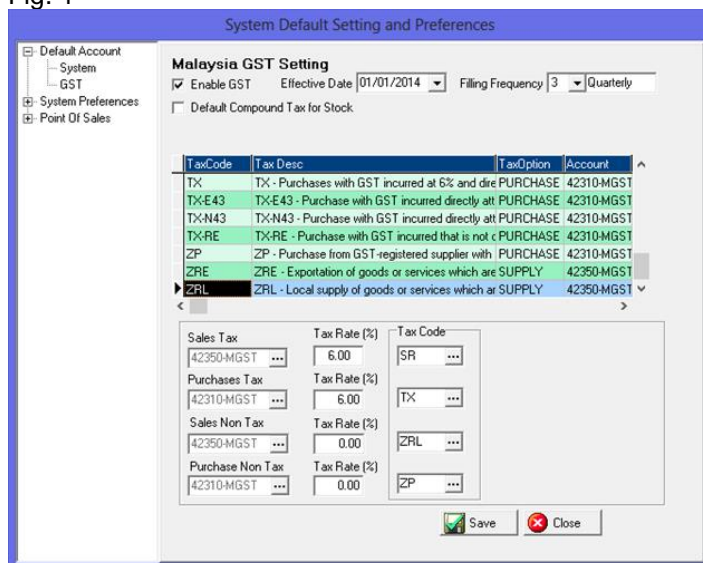 System Default Setting and Preferences
Default Account
System
GST
System Preferences
Point Of Sales
Malaysia GST Setting
Enable GST Effective Date 01/01/2014 Filling Frequency 3 Quarterly
Default Compound Tax for Stock
TaxCode Tax Desc TaxOption Account
TX TX - Purchases with GST incurred at 6% and dire PURCHASE 42310-MGST
TX-E43 TX-E43 - Purchase with GST incurred directly att PURCHASE 42310-MGST
TX-N43 TX-N43 - Purchase with GST incurred directly att PURCHASE 42310-MGST
TX-RE TX-RE - Purchase with GST incurred that is not c PURCHASE 42310-MGST
ZP ZP - Purchase from GST-registered supplier with PURCHASE 42310-MGST
ZRE ZRE - Exportation of goods or services which are SUPPLY 42350-MGST
ZRL ZRL - Local supply of goods or services which ar SUPPLY 42350-MGST
Sales Tax Tax Rate (%) Tax Code
42350-MGST ... 6.00 SR ...
Purchases Tax Tax Rate (%)
42310-MGST ... 6.00 TX ...
Sales Non Tax Tax Rate (%)
42350-MGST ... 0.00 ZRL ...
Purchase Non Tax Tax Rate (%)
42310-MGST ... 0.00 ZP ...
Save Close